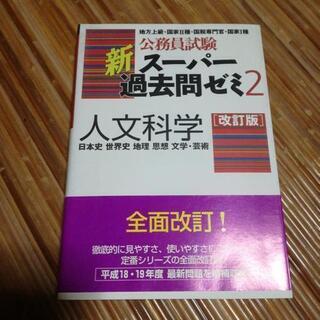 地方上級・国家Ⅱ種・国税専門官・国家Ⅰ種
公務員試験
新スーパー
過去問ゼミ2
人文科学[改訂版]
日本史 世界史 地理 思想 文学・芸術
全面改訂!
徹底的に見やすさ、使いやすさに
定番シリーズの全面改訂
平成18・19年度 最新問題を増補